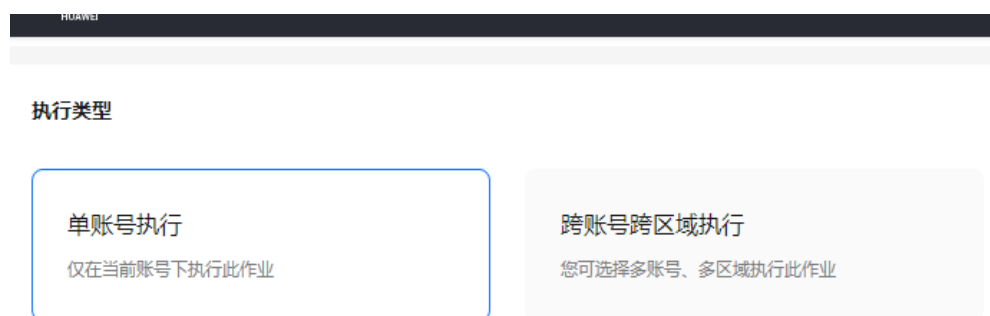 HUAWEI
执行类型
单账号执行
跨账号跨区域执行
仅在当前账号下执行此作业
您可选择多账号、多区域执行此作业